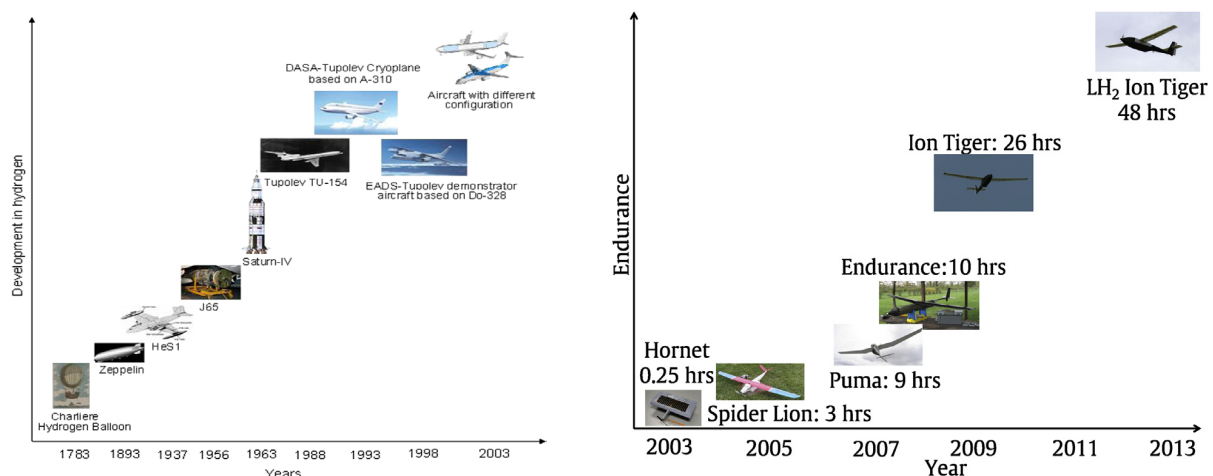 DASA-Tupolev Cryoplane
based on A-310
Aircraft with different
configuration
Tupolev TU-154
EADS-Tupolev demonstrator
aircraft based on Do-328
Saturn-IV
J65
HeS1
Zeppelin
Charliere
Hydrogen Balloon
Development in hydrogen
1783 1893 1937 1956 1963 1988 1993 1998 2003
Years
LH₂ Ion Tiger
48 hrs
Ion Tiger: 26 hrs
Endurance:10 hrs
Hornet
0.25 hrs
Puma: 9 hrs
Spider Lion: 3 hrs
Endurance
2003 2005 2007 2009 2011 2013
Year